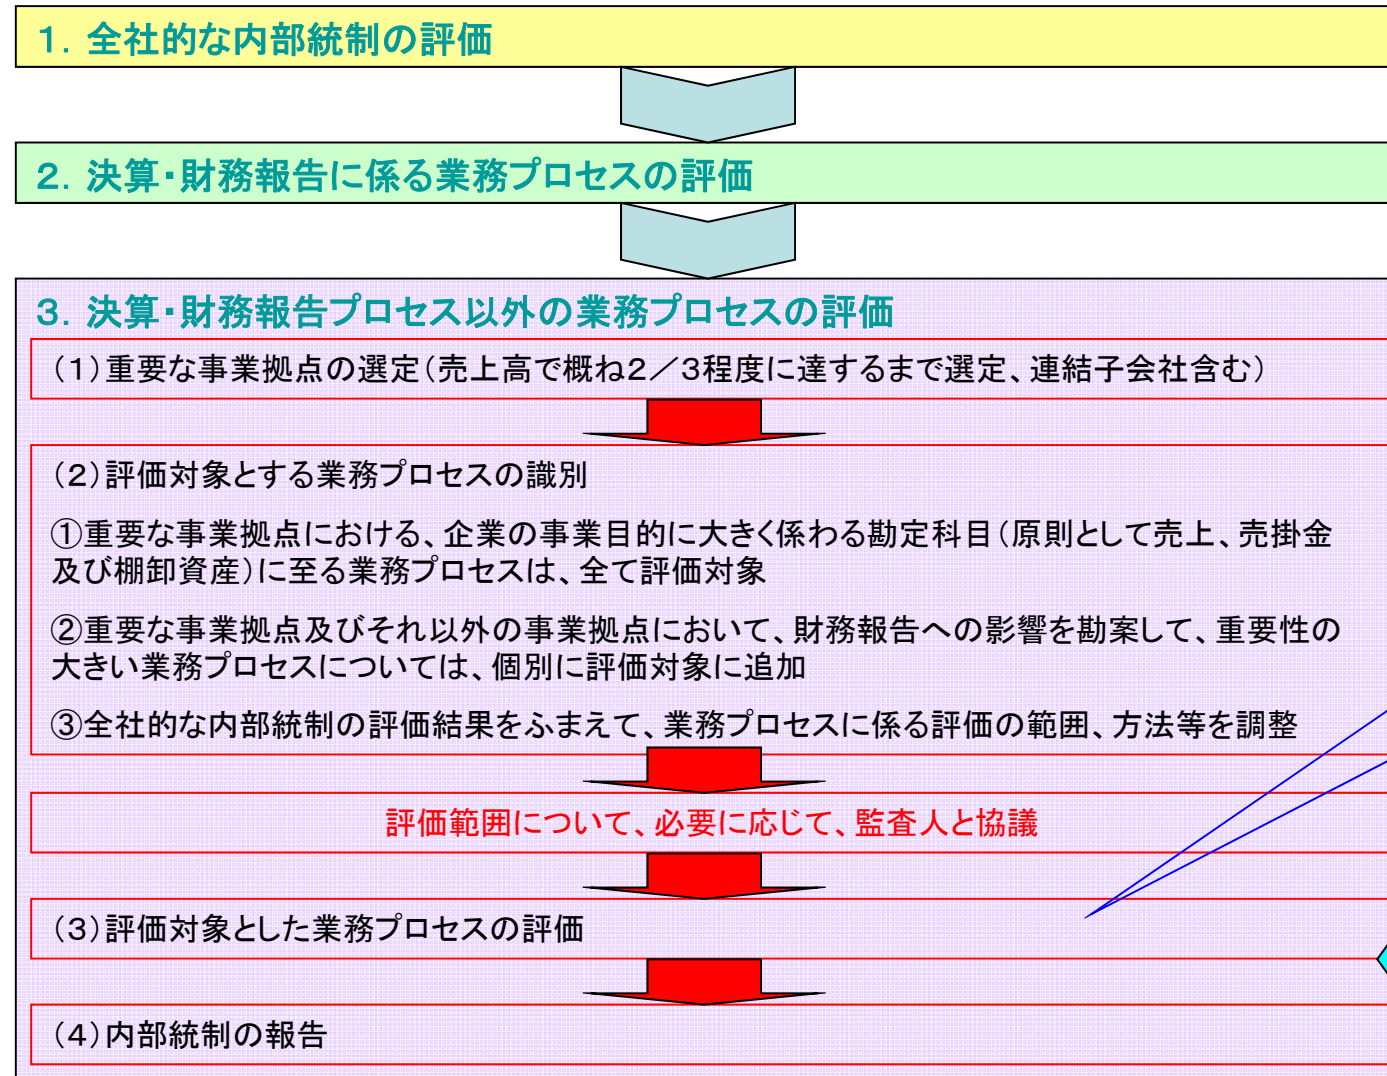 １．全社的な内部統制の評価
２．決算・財務報告に係る業務プロセスの評価
３．決算・財務報告プロセス以外の業務プロセスの評価
（１）重要な事業拠点の選定（売上高で概ね２／３程度に達するまで選定、連結子会社含む）
（２）評価対象とする業務プロセスの識別
①重要な事業拠点における、企業の事業目的に大きく係わる勘定科目（原則として売上、売掛金
及び棚卸資産）に至る業務プロセスは、全て評価対象
②重要な事業拠点及びそれ以外の事業拠点において、財務報告への影響を勘案して、重要性の
大きい業務プロセスについては、個別に評価対象に追加
③全社的な内部統制の評価結果をふまえて、業務プロセスに係る評価の範囲、方法等を調整
評価範囲について、必要に応じて、監査人と協議
（３）評価対象とした業務プロセスの評価
（４）内部統制の報告